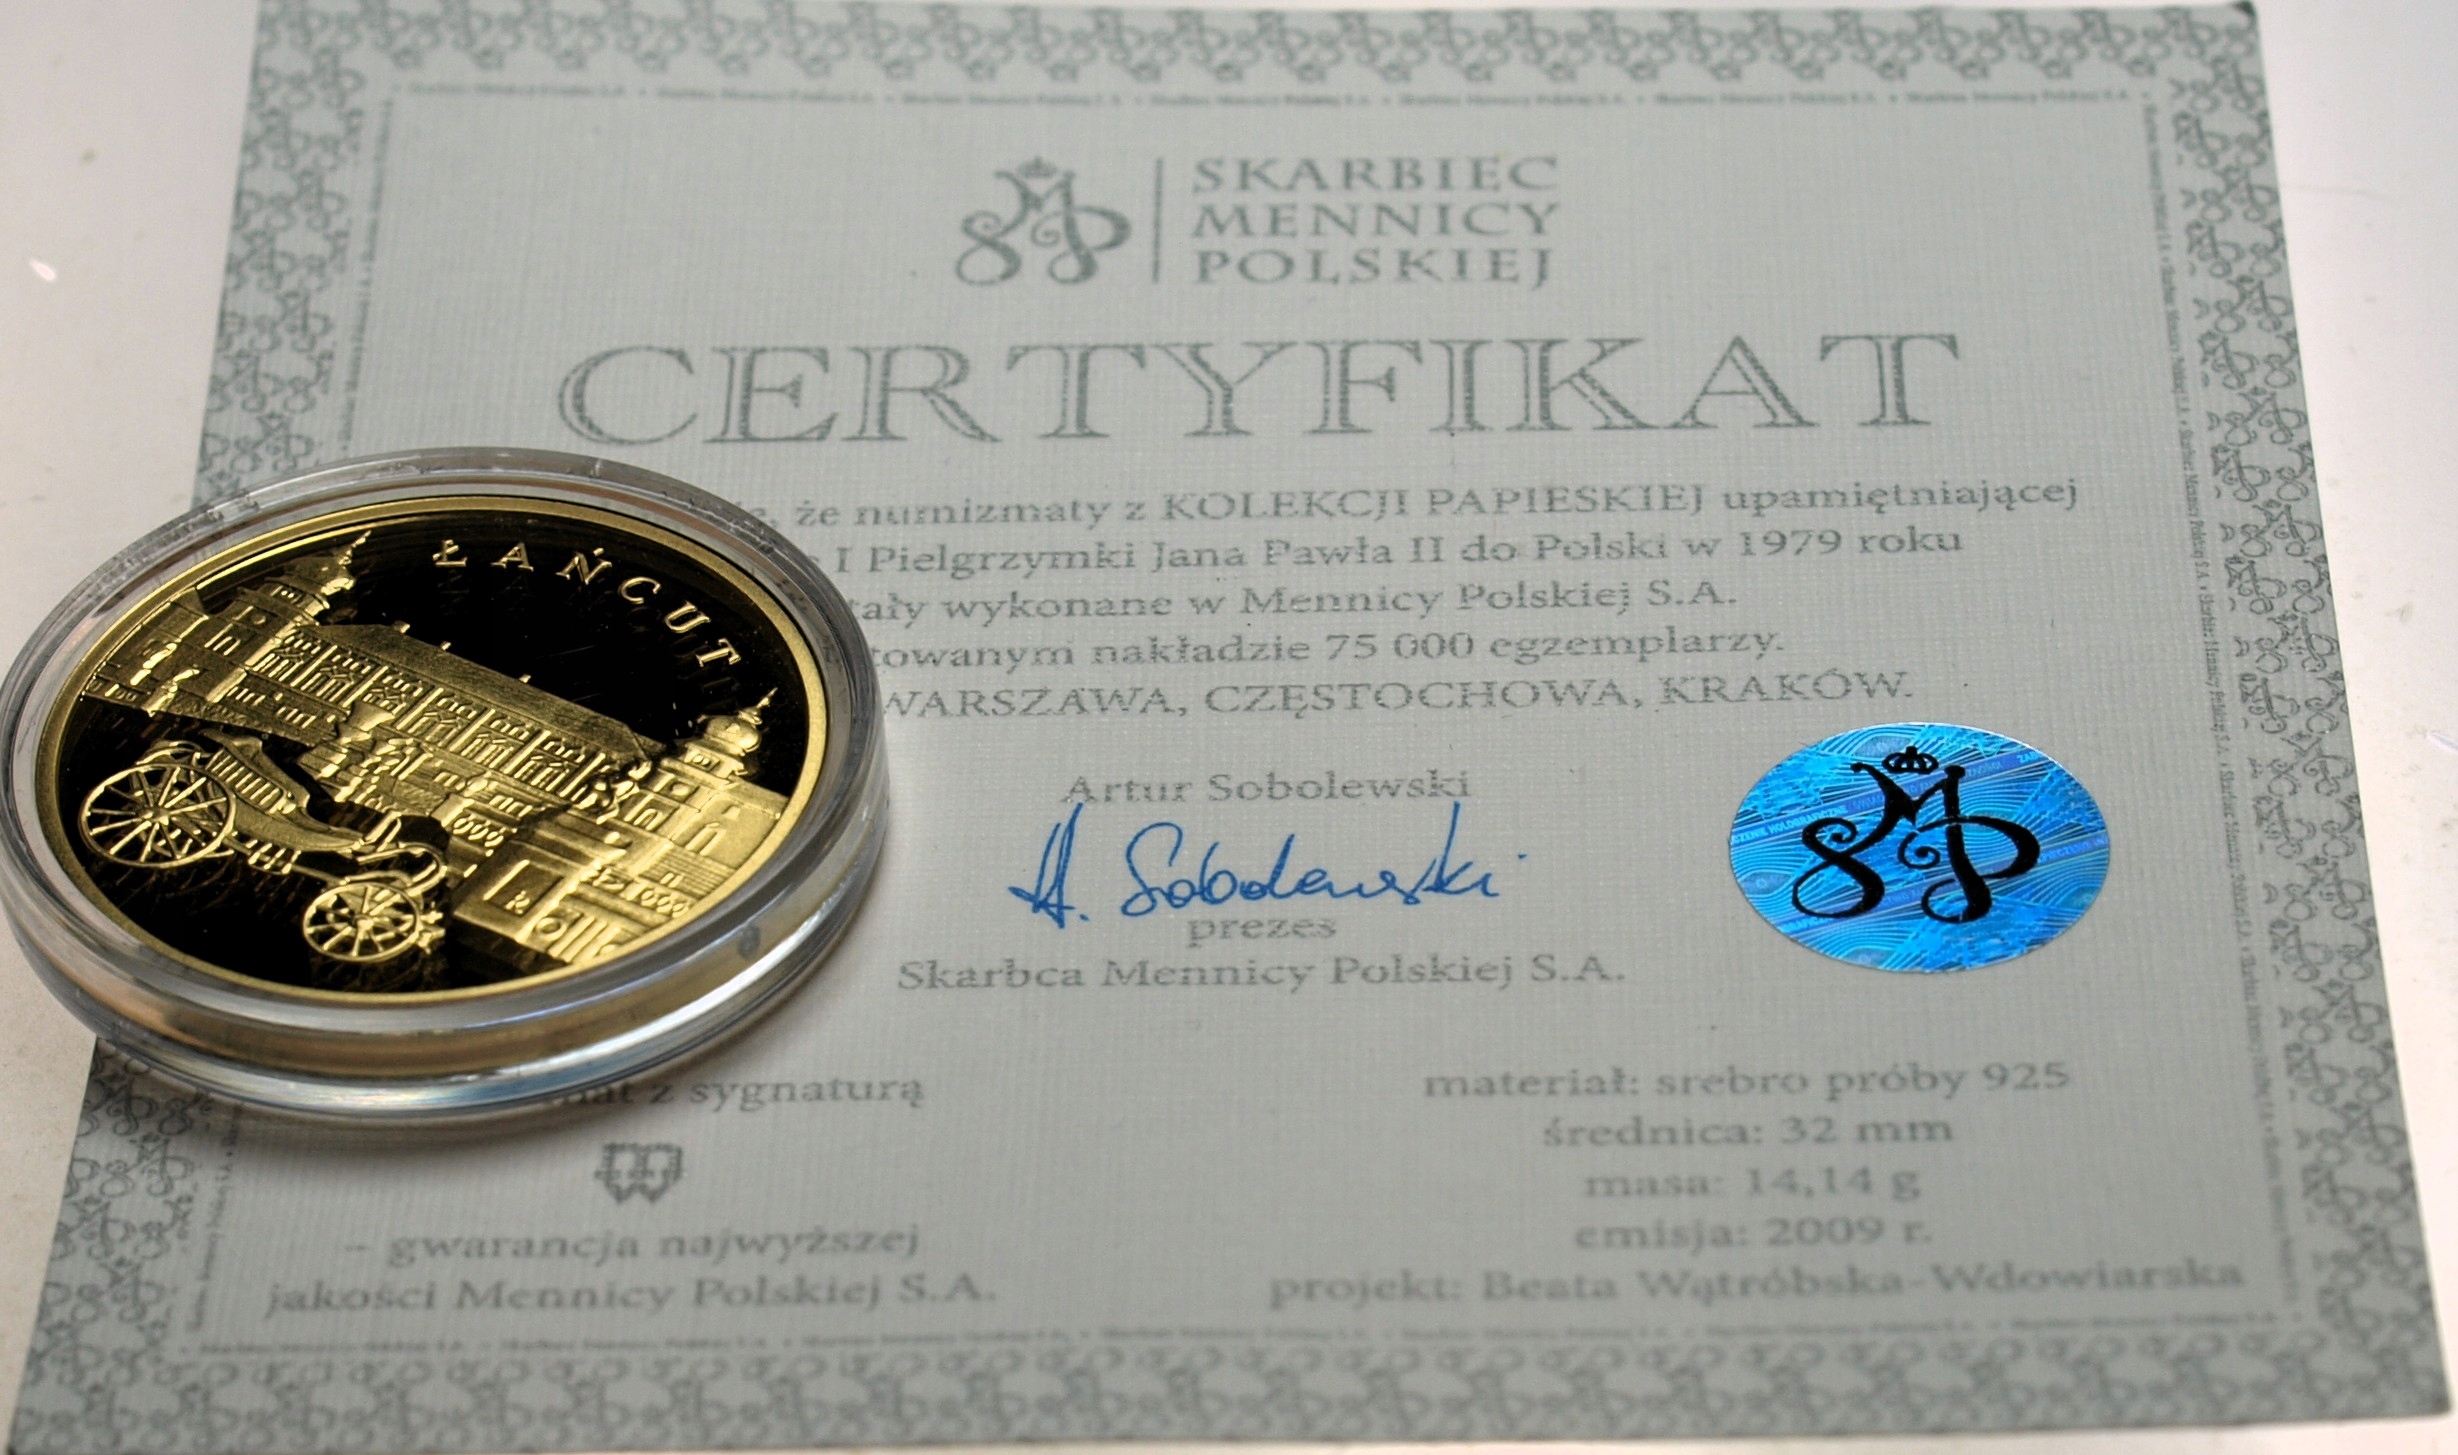 SKARBIEC
MENNICY
POLSKIEJ
CERTYFIKAT
że numizmaty z KOLEKCJI PAPIESKIEJ upamiętniającej
I Pielgrzymki Jana Pawła II do Polski w 1979 roku
wykonane w Mennicy Polskiej S.A.
nakładzie 75 000 egzemplarzy.
WARSZAWA, CZĘSTOCHOWA, KRAKÓW.
ŁAŃCUT
Artur Sobolewski
A. Sobolewski
prezes
Skarbca Mennicy Polskiej S.A.
z sygnaturą
– gwarancja najwyższej
jakości Mennicy Polskiej S.A.
materiał: srebro próby 925
średnica: 32 mm
masa: 14,14 g
emisja: 2009 r.
projekt: Beata Wątróbska-Wdowiarska